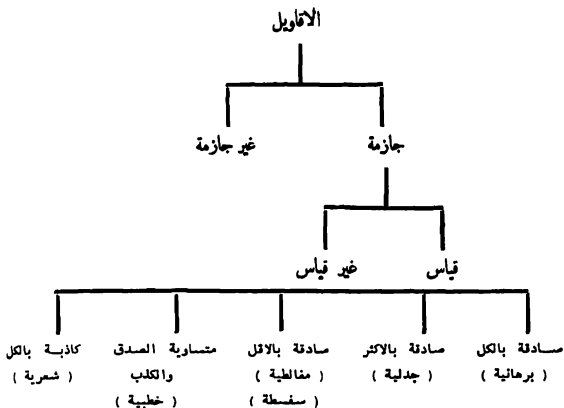 الاقاويل
جازمة
غير جازمة
قياس
غير قياس
صادقة بالكل
( برهانية )
صادقة بالاكثر
( جدلية )
صادقة بالاقل
( مغالطية )
( سفسطة )
متساوية الصدق
والكذب
( خطبية )
كاذبة بالكل
( شعرية )